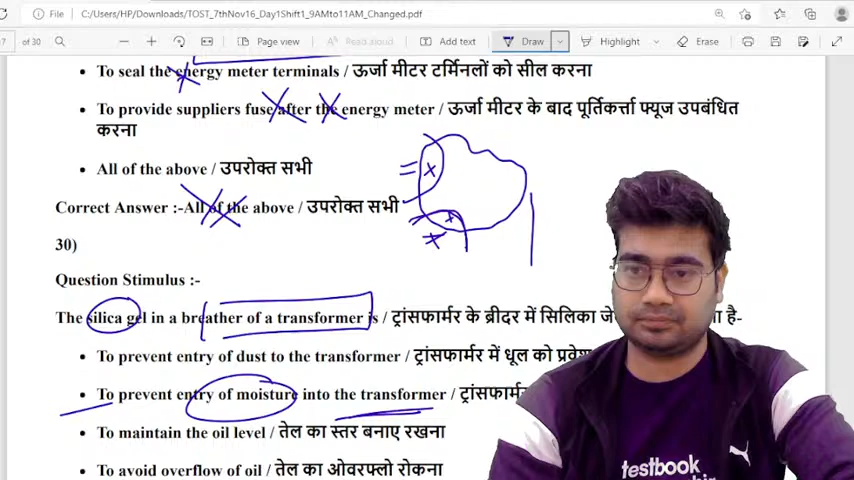 C:/Users/HP/Downloads/TOST_7thNov16_Day1Shift1_9AMto11AM_Changed.pdf
7 of 30
Page view
Read aloud
Add text
Draw
Highlight
Erase
To seal the energy meter terminals / ऊर्जा मीटर टर्मिनलों को सील करना
To provide suppliers fuse after the energy meter / ऊर्जा मीटर के बाद पूर्तिकर्त्ता फ्यूज उपबंधित
करना
All of the above / उपरोक्त सभी
Correct Answer :-All of the above / उपरोक्त सभी
30)
Question Stimulus :-
The silica gel in a breather of a transformer is / ट्रांसफार्मर के ब्रीदर में सिलिका है-
To prevent entry of dust to the transformer / ट्रांसफार्मर में धूल को
To prevent entry of moisture into the transformer /
To maintain the oil level / तेल का स्तर बनाए रखना
To avoid overflow of oil / तेल का ओवरफ्लो रोकना
testbook